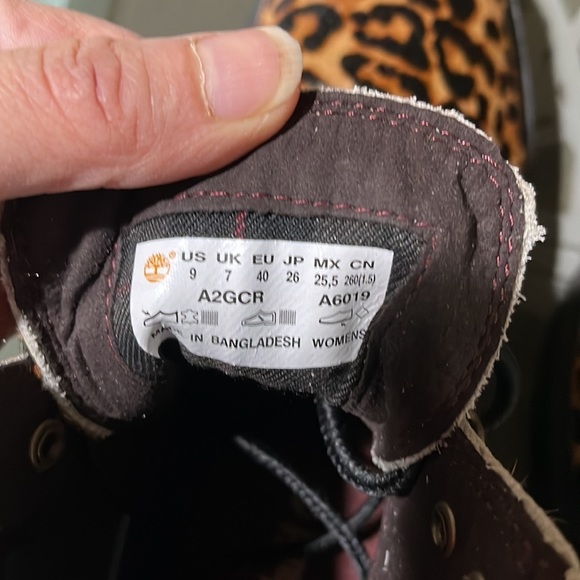 US UK EU JP MX CN
9 7 40 26 25,5 260(1.5)
A2GCR A6019
MADE IN BANGLADESH WOMENS